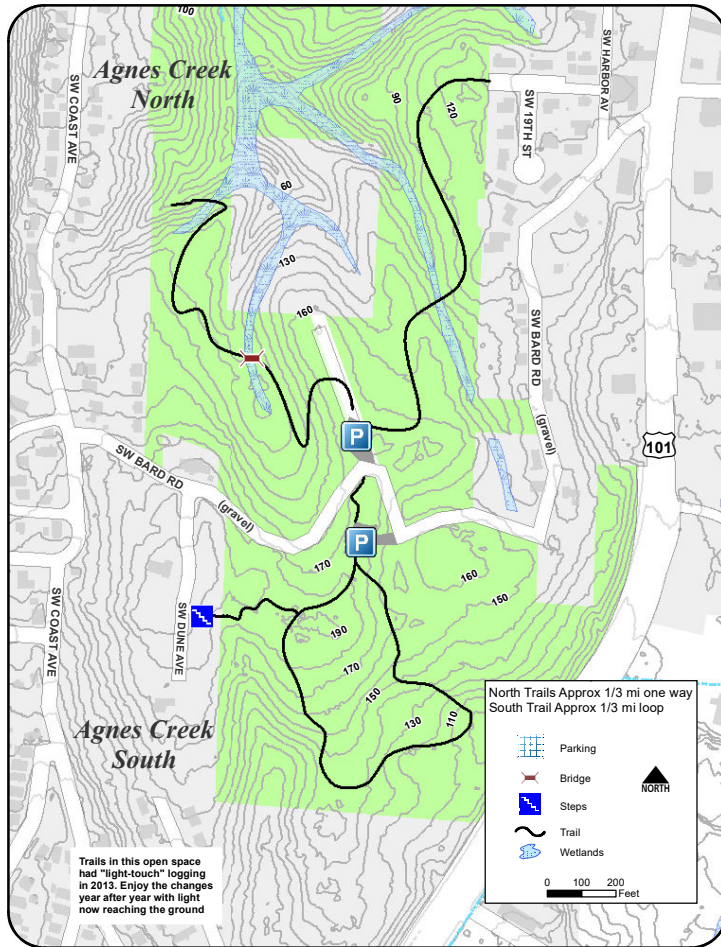 100
Agnes Creek
North
SW COAST AVE
90
120
SW HARBOR AV
SW 19TH ST
60
130
160
SW BARD RD
(gravel)
101
P
SW BARD RD
(gravel)
P
170
160
150
SW COAST AVE
SW DUNE AVE
190
170
150
130
110
Agnes Creek
South
North Trails Approx 1/3 mi one way
South Trail Approx 1/3 mi loop
Parking
Bridge
NORTH
Steps
Trail
Wetlands
0 100 200
Feet
Trails in this open space
had "light-touch" logging
in 2013. Enjoy the changes
year after year with light
now reaching the ground